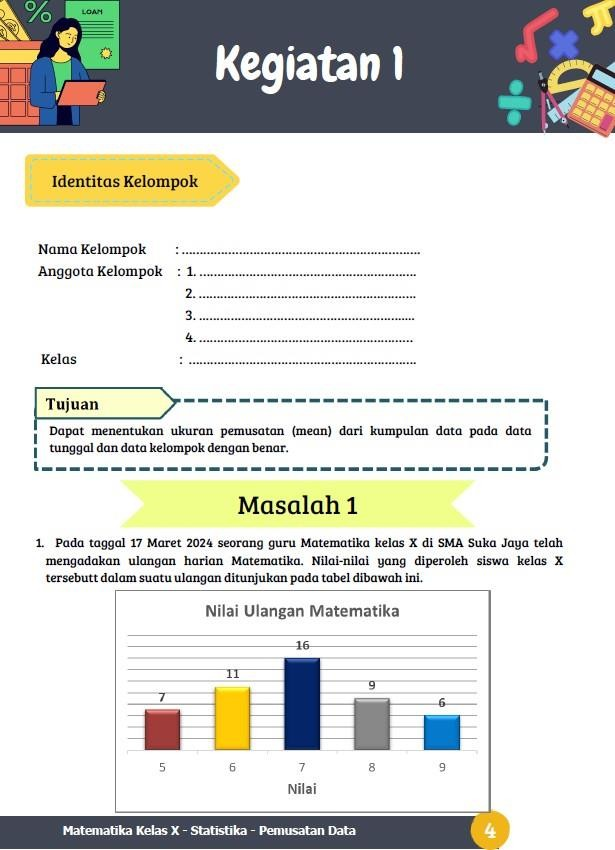 %
LOAN
Kegiatan 1
Identitas Kelompok
Nama Kelompok : ..................................................................
Anggota Kelompok : 1. ............................................................
2. ............................................................
3. ............................................................
4. ............................................................
Kelas : ...............................................................
Tujuan
Dapat menentukan ukuran pemusatan (mean) dari kumpulan data pada data
tunggal dan data kelompok dengan benar.
Masalah 1
1. Pada taggal 17 Maret 2024 seorang guru Matematika kelas X di SMA Suka Jaya telah
mengadakan ulangan harian Matematika. Nilai-nilai yang diperoleh siswa kelas X
tersebutt dalam suatu ulangan ditunjukan pada tabel dibawah ini.
Nilai Ulangan Matematika
7 11 16 9 6
5 6 7 8 9
Nilai
Matematika Kelas X - Statistika - Pemusatan Data 4